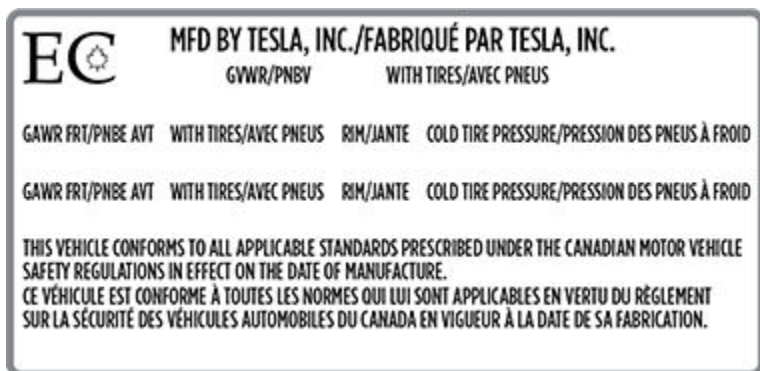 EC
MFD BY TESLA, INC./FABRIQUÉ PAR TESLA, INC.
GVWR/PNBV WITH TIRES/AVEC PNEUS
GAWR FRT/PNBE AVT WITH TIRES/AVEC PNEUS RIM/JANTE COLD TIRE PRESSURE/PRESSION DES PNEUS À FROID
GAWR FRT/PNBE AVT WITH TIRES/AVEC PNEUS RIM/JANTE COLD TIRE PRESSURE/PRESSION DES PNEUS À FROID
THIS VEHICLE CONFORMS TO ALL APPLICABLE STANDARDS PRESCRIBED UNDER THE CANADIAN MOTOR VEHICLE
SAFETY REGULATIONS IN EFFECT ON THE DATE OF MANUFACTURE.
CE VÉHICULE EST CONFORME À TOUTES LES NORMES QUI LUI SONT APPLICABLES EN VERTU DU RÈGLEMENT
SUR LA SÉCURITÉ DES VÉHICULES AUTOMOBILES DU CANADA EN VIGUEUR À LA DATE DE SA FABRICATION.